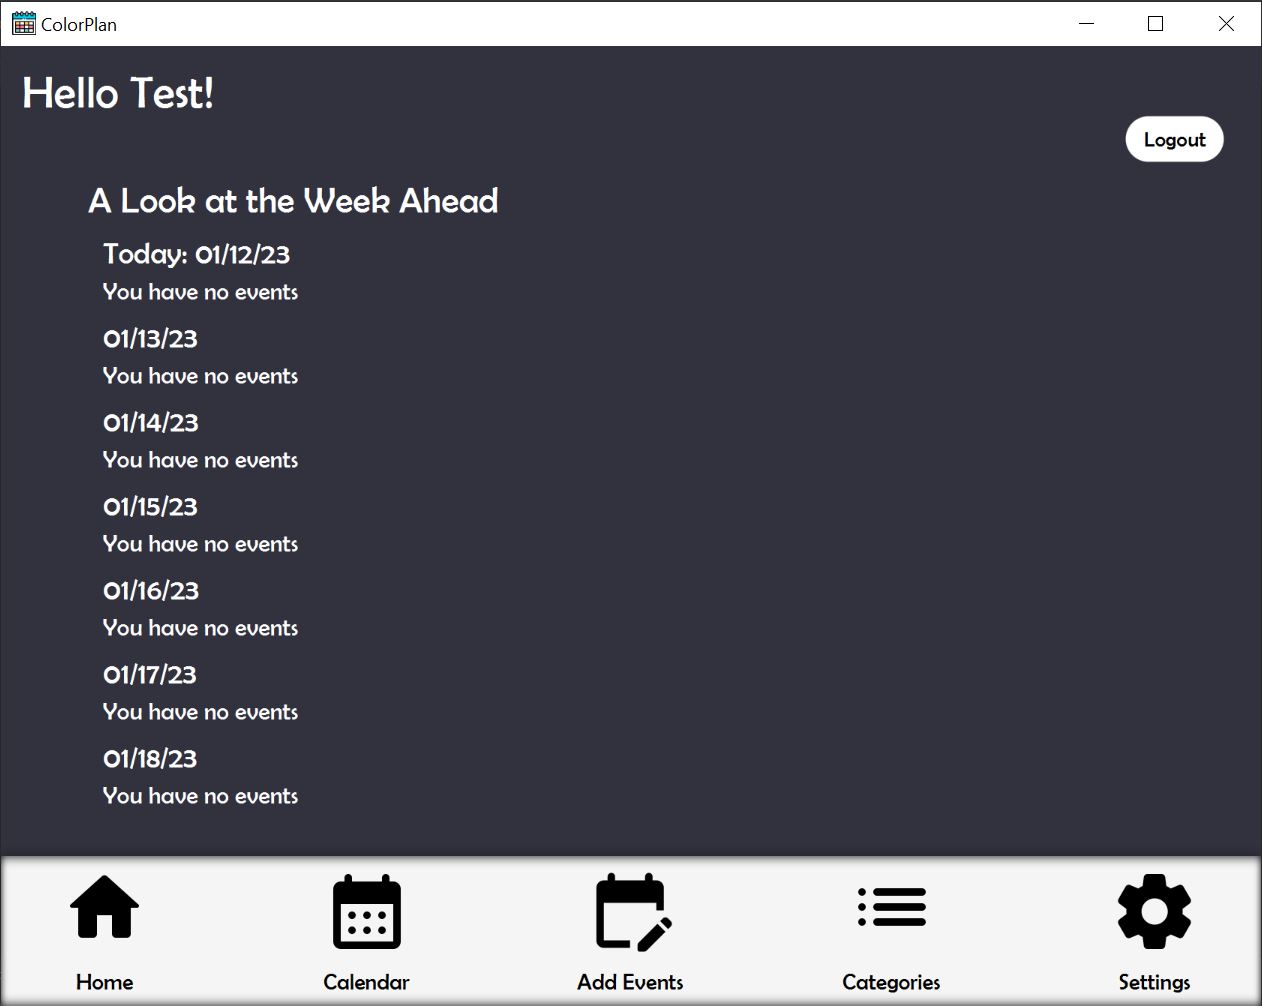 ColorPlan
Hello Test!
Logout
A Look at the Week Ahead
Today: 01/12/23
You have no events
01/13/23
You have no events
01/14/23
You have no events
01/15/23
You have no events
01/16/23
You have no events
01/17/23
You have no events
01/18/23
You have no events
Home
Calendar
Add Events
Categories
Settings